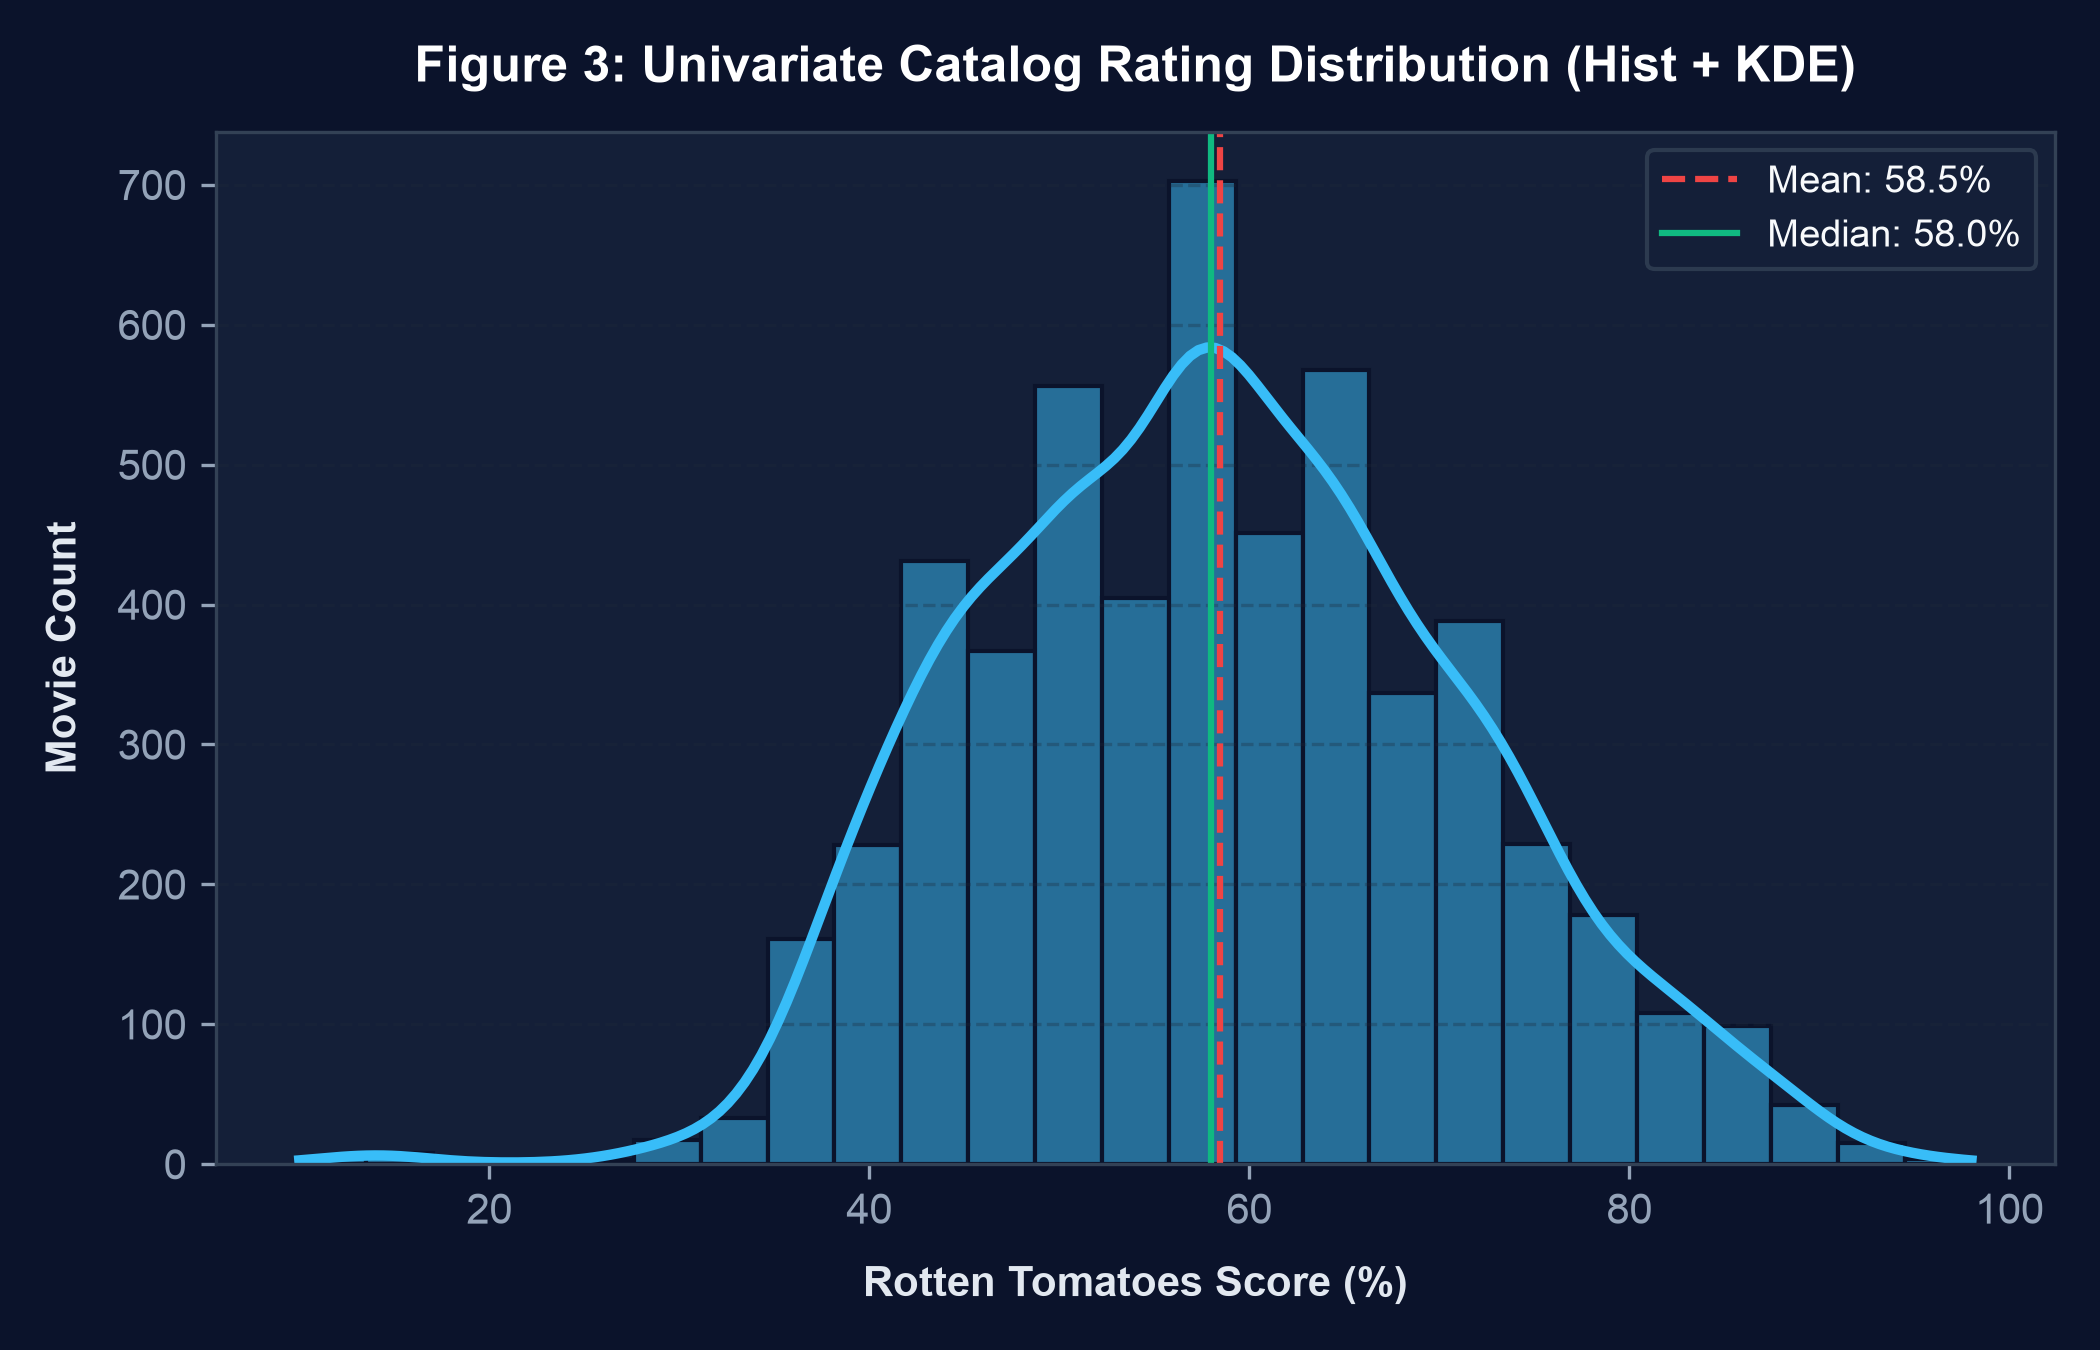 Figure 3: Univariate Catalog Rating Distribution (Hist + KDE)
Mean: 58.5%
Median: 58.0%
700
600
500
400
300
200
100
0
Movie Count
20 40 60 80 100
Rotten Tomatoes Score (%)